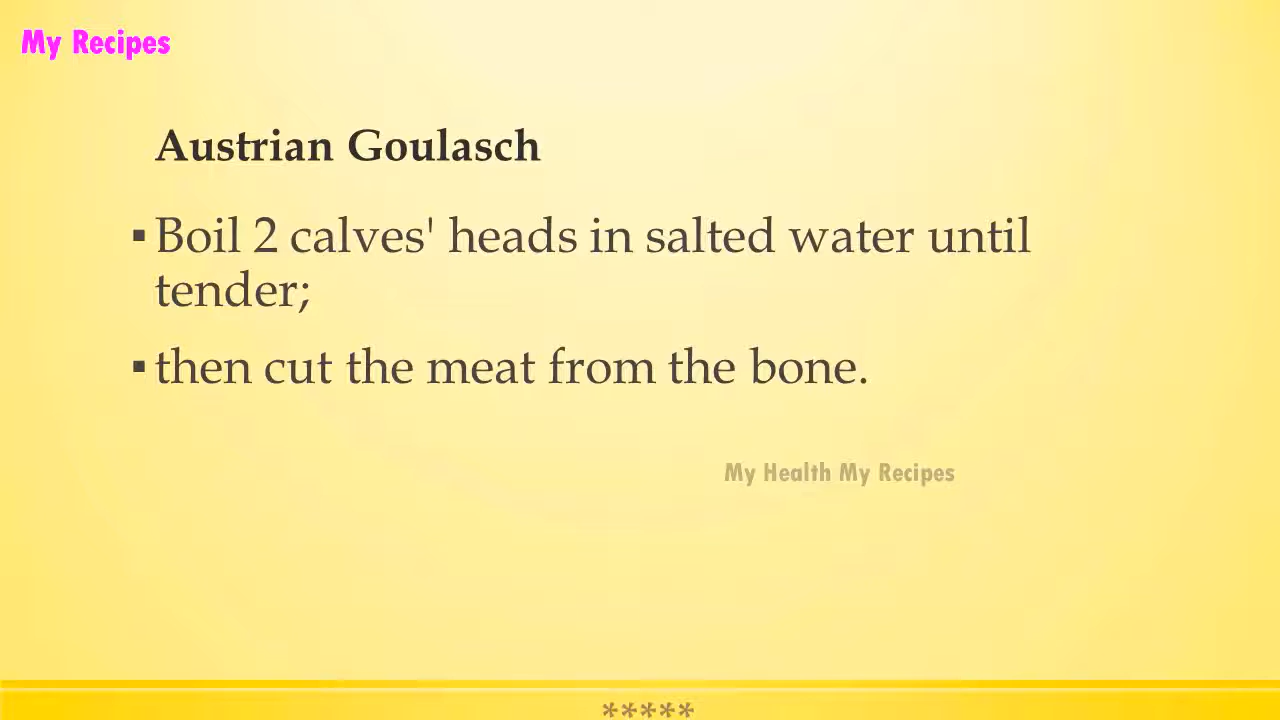 My Recipes
Austrian Goulasch
▪ Boil 2 calves' heads in salted water until
tender;
▪ then cut the meat from the bone.
My Health My Recipes
*****